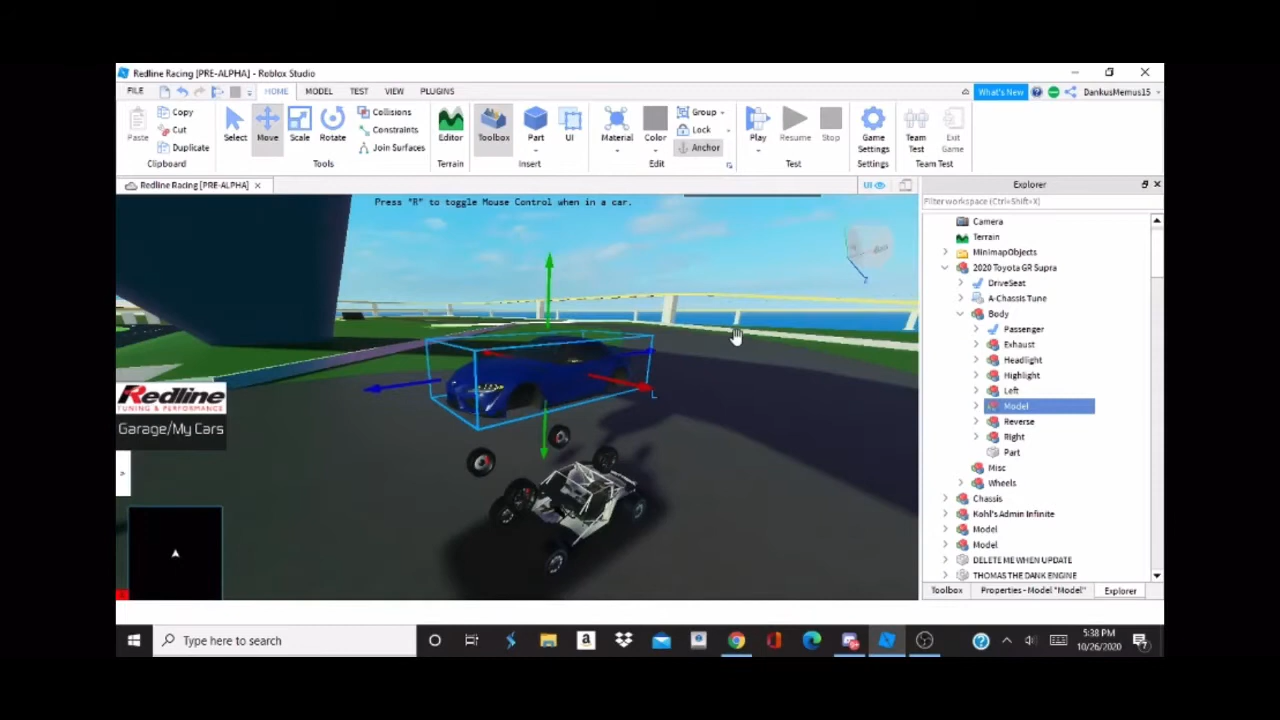 Redline Racing [PRE-ALPHA] - Roblox Studio
FILE HOME MODEL TEST VIEW PLUGINS What's New DankusMemus15
Paste Copy Cut Duplicate Clipboard
Select Move Scale Rotate Collisions Constraints Join Surfaces Tools
Editor Terrain
Toolbox Part UI Insert
Material Color Group Lock Anchor Edit
Play Resume Stop Test
Game Settings Settings
Team Test Exit Game Team Test
Redline Racing [PRE-ALPHA]
UI
Press "R" to toggle Mouse Control when in a car.
Redline
TUNING & PERFORMANCE
Garage/My Cars
>
Explorer
Filter workspace (Ctrl+Shift+X)
Camera
Terrain
MinimapObjects
2020 Toyota GR Supra
DriveSeat
A-Chassis Tune
Body
Passenger
Exhaust
Headlight
Highlight
Left
Model
Reverse
Right
Part
Misc
Wheels
Chassis
Kohl's Admin Infinite
Model
Model
DELETE ME WHEN UPDATE
THOMAS THE DANK ENGINE
Toolbox Properties - Model "Model" Explorer
Type here to search
5:38 PM
10/26/2020